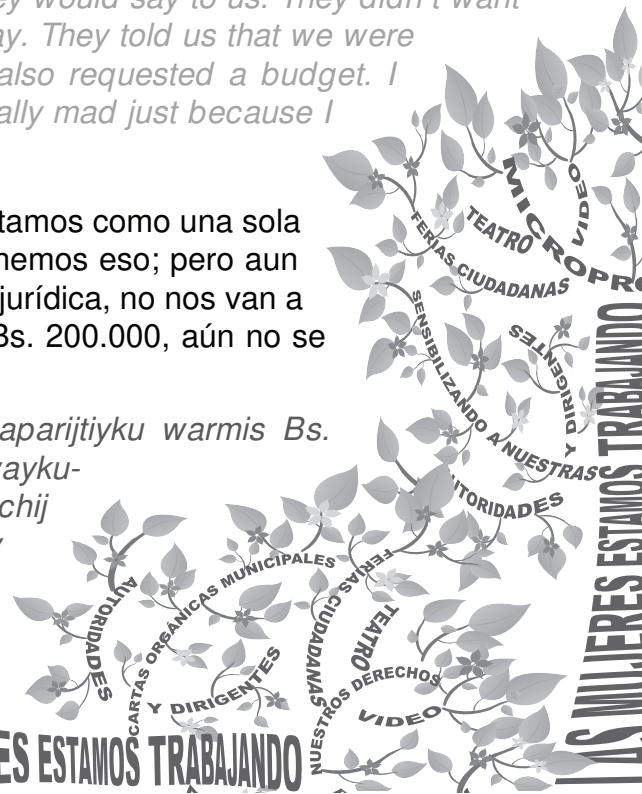 ey would say to us. They didn't want
ay. They told us that we were
also requested a budget. I
ally mad just because I
tamos como una sola
nemos eso; pero aun
jurídica, no nos van a
Bs. 200.000, aún no se
aparijtiyku warmis Bs.
vayku-
chij
MICROPRO
VIDEO
TEATRO
FERIAS CIUDADANAS
SENSIBILIZANDO A NUESTRAS
Y DIRIGENTES
UTORIDADES
LAS MUJERES ESTAMOS TRABAJANDO
AUTORIDADES
CARTAS ORGÁNICAS MUNICIPALES
Y DIRIGENTES
FERIAS CIUDADANAS
TEATRO
NUESTROS DERECHOS
VIDEO
ES ESTAMOS TRABAJANDO